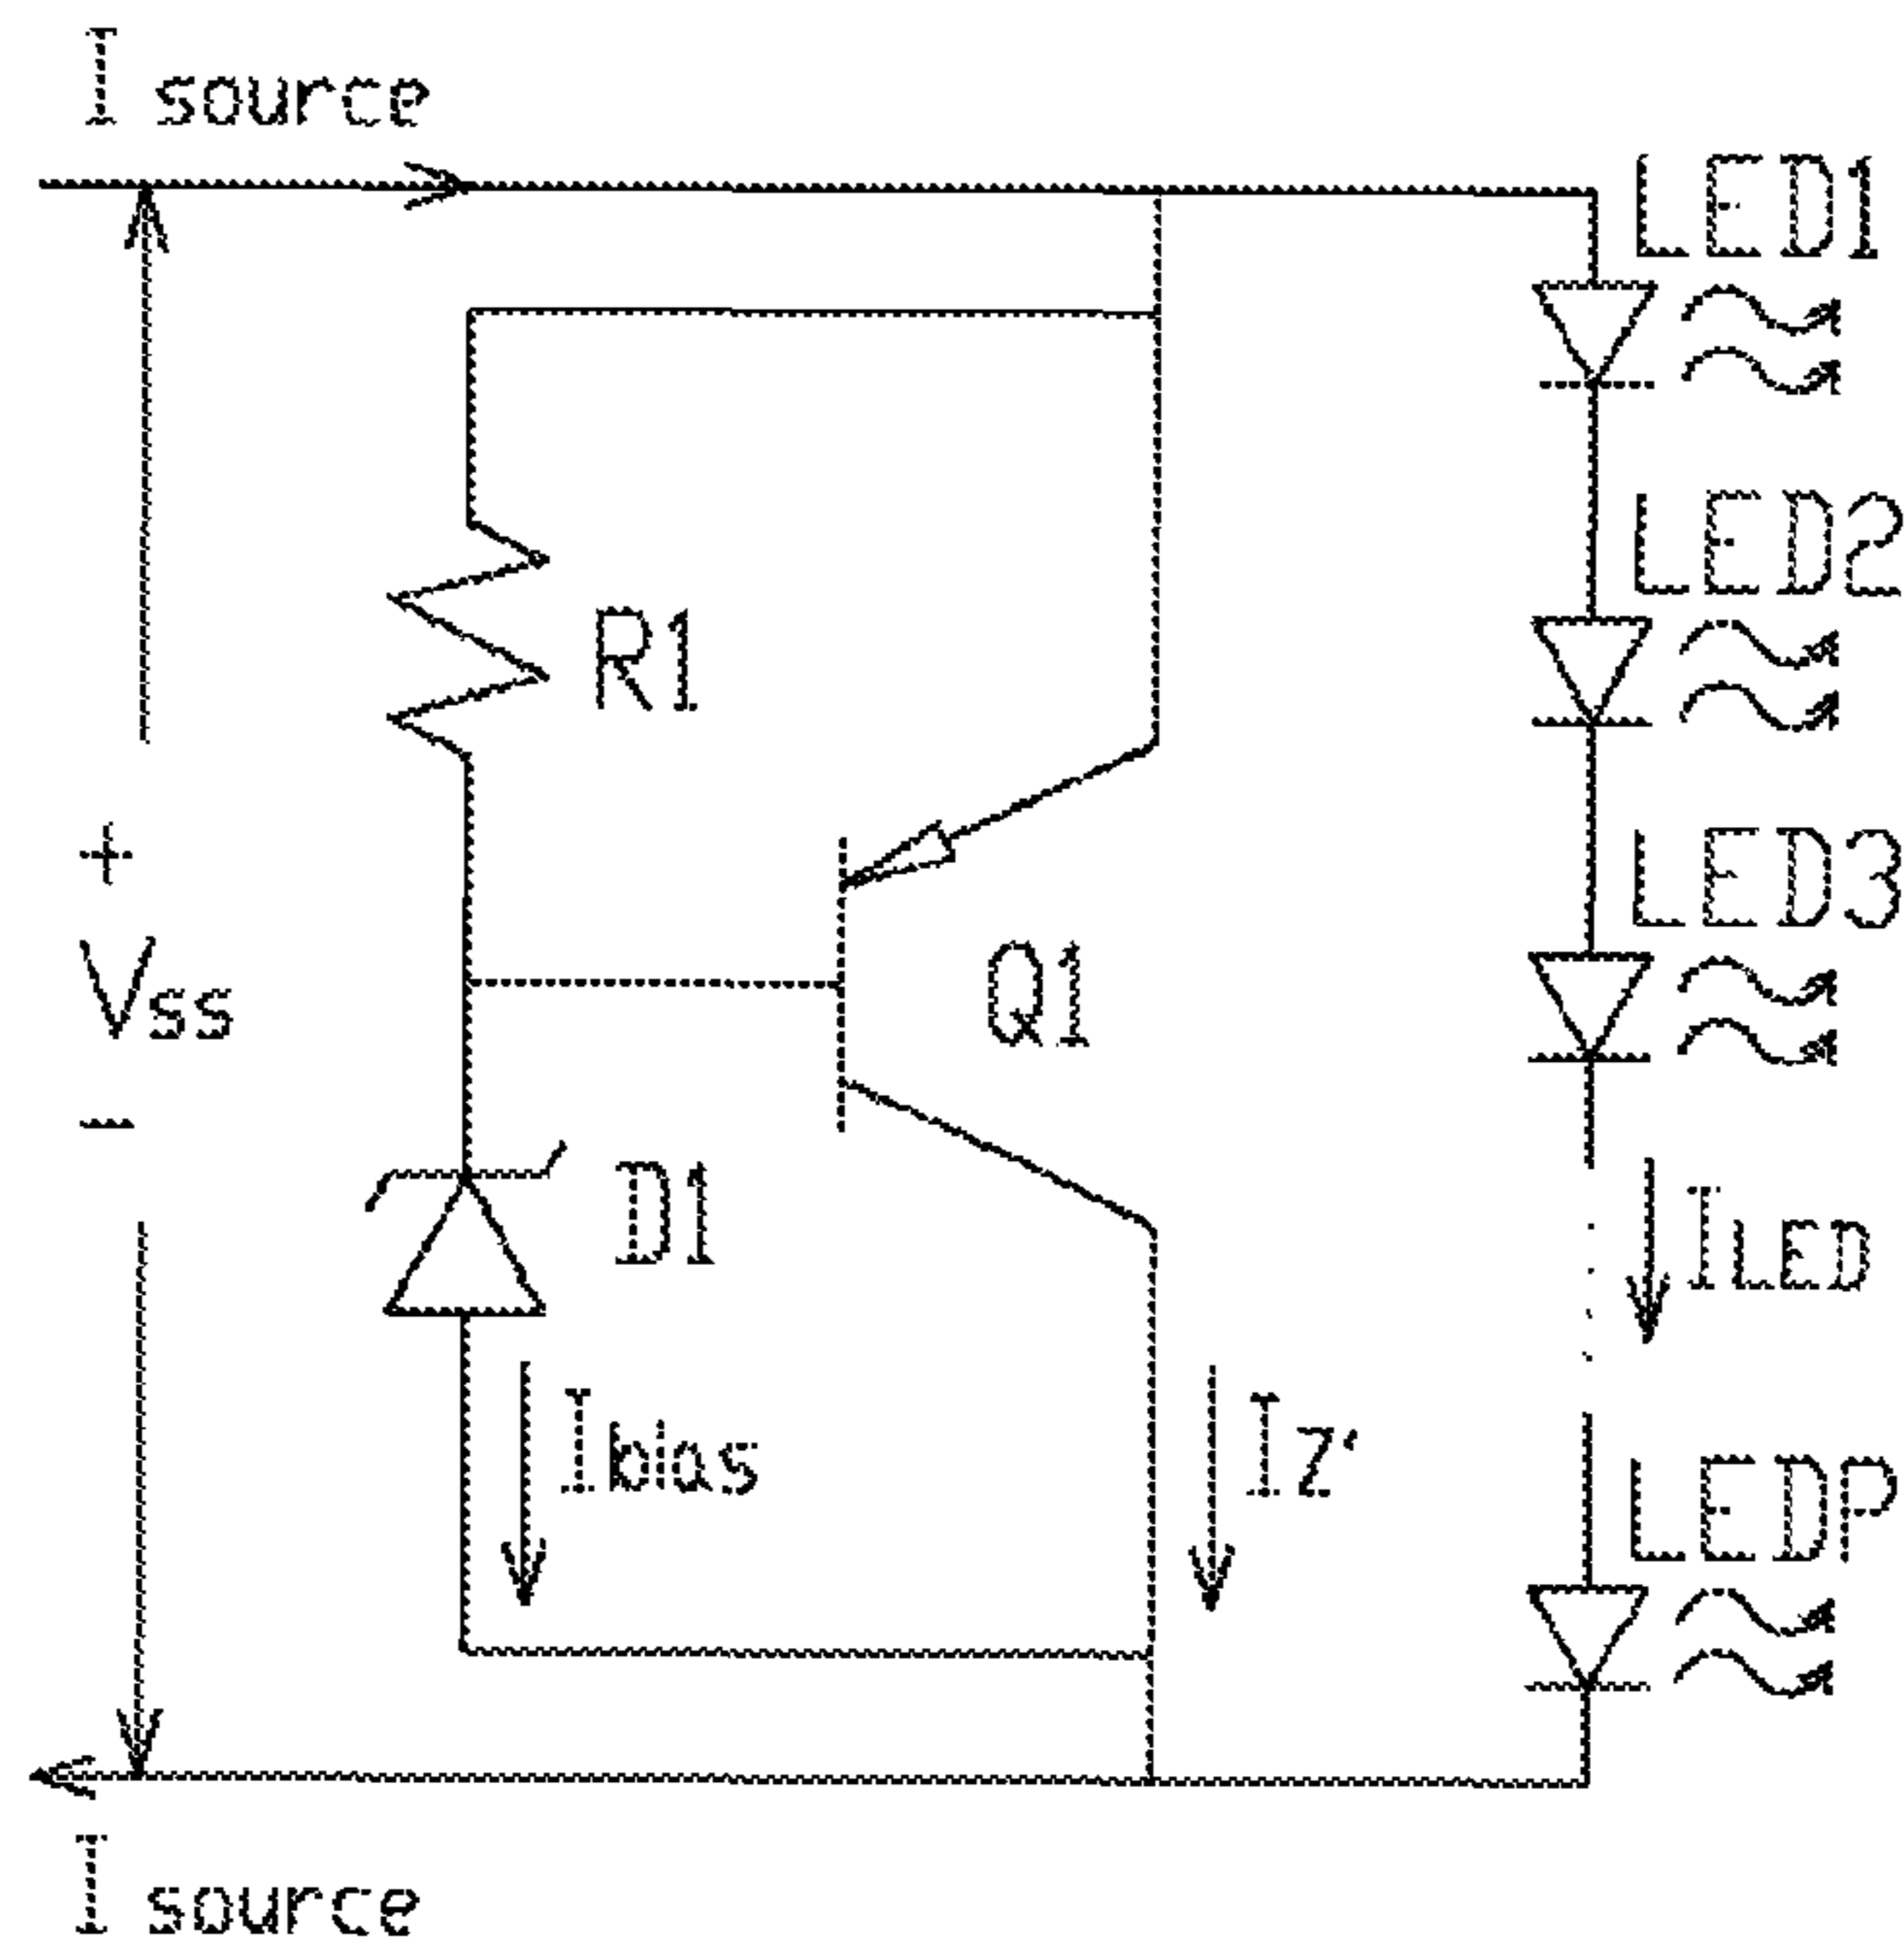 I source
LED1
LED2
R1
+
LED3
Vss
Q1
-
D1
ILED
Ibias
Iz'
LEDP
I source